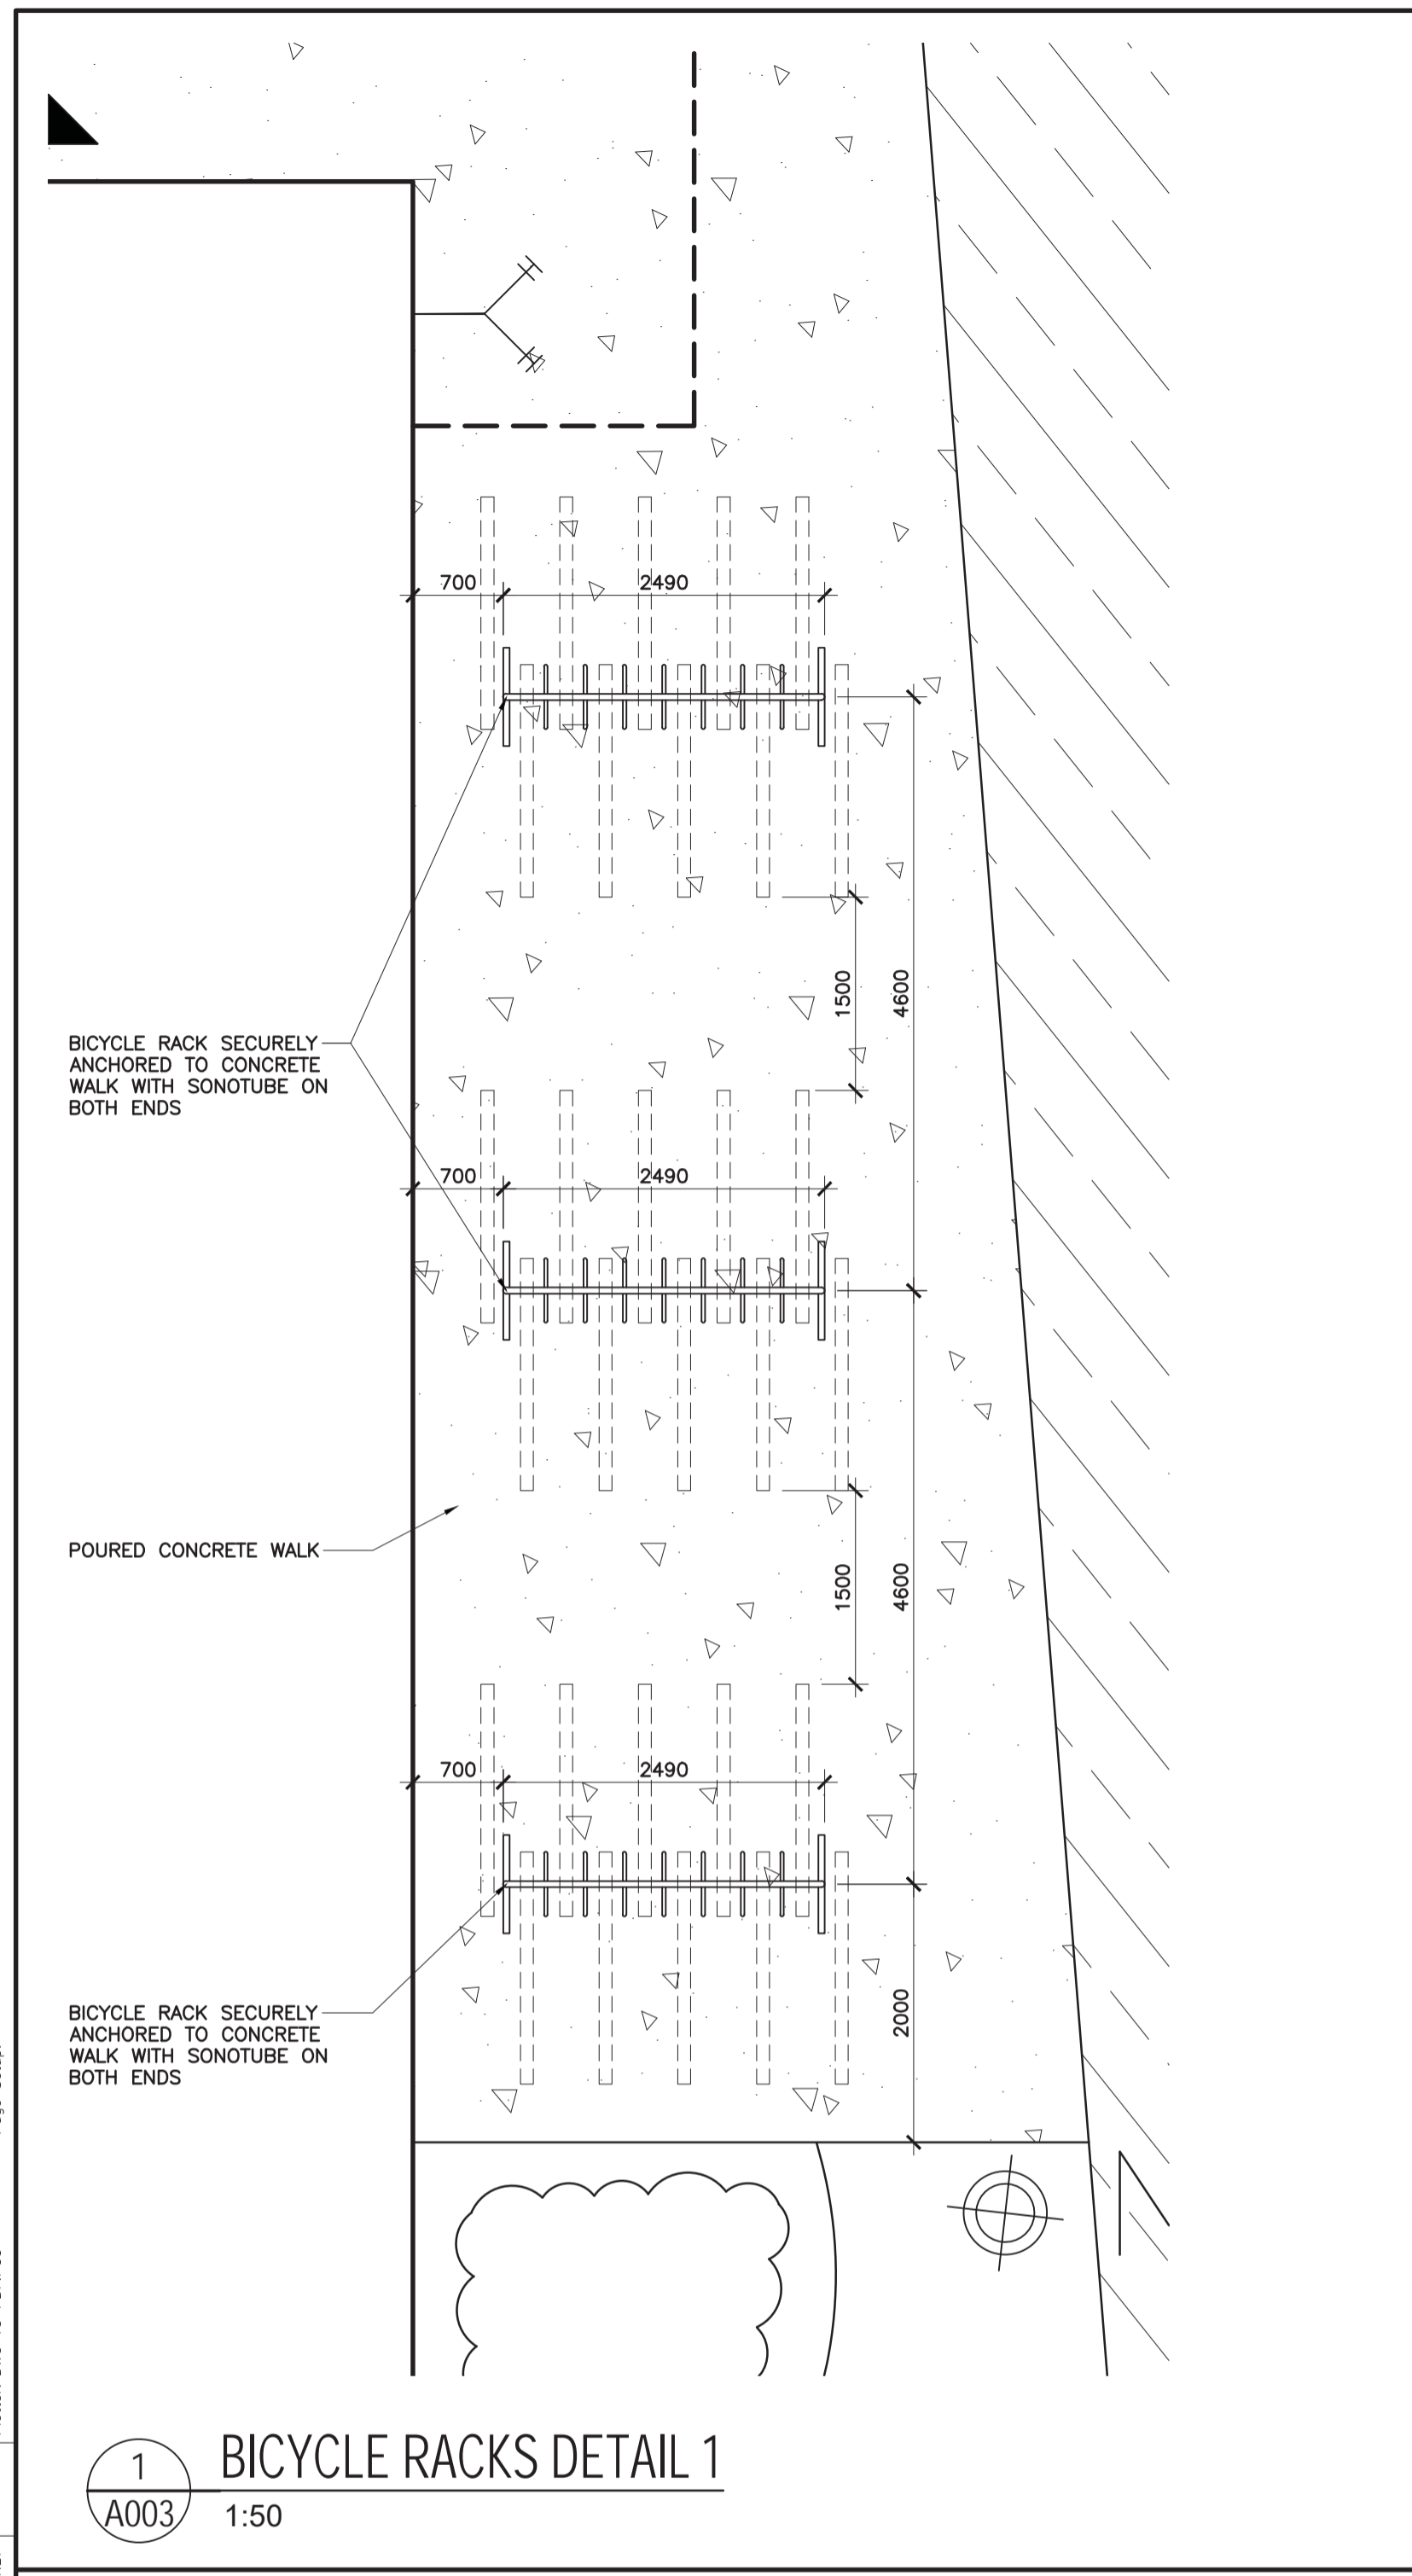 700 2490
1500
4600
BICYCLE RACK SECURELY
ANCHORED TO CONCRETE
WALK WITH SONOTUBE ON
BOTH ENDS
700 2490
POURED CONCRETE WALK
1500
4600
700 2490
BICYCLE RACK SECURELY
ANCHORED TO CONCRETE
WALK WITH SONOTUBE ON
BOTH ENDS
2000
1
A003
BICYCLE RACKS DETAIL 1
1:50